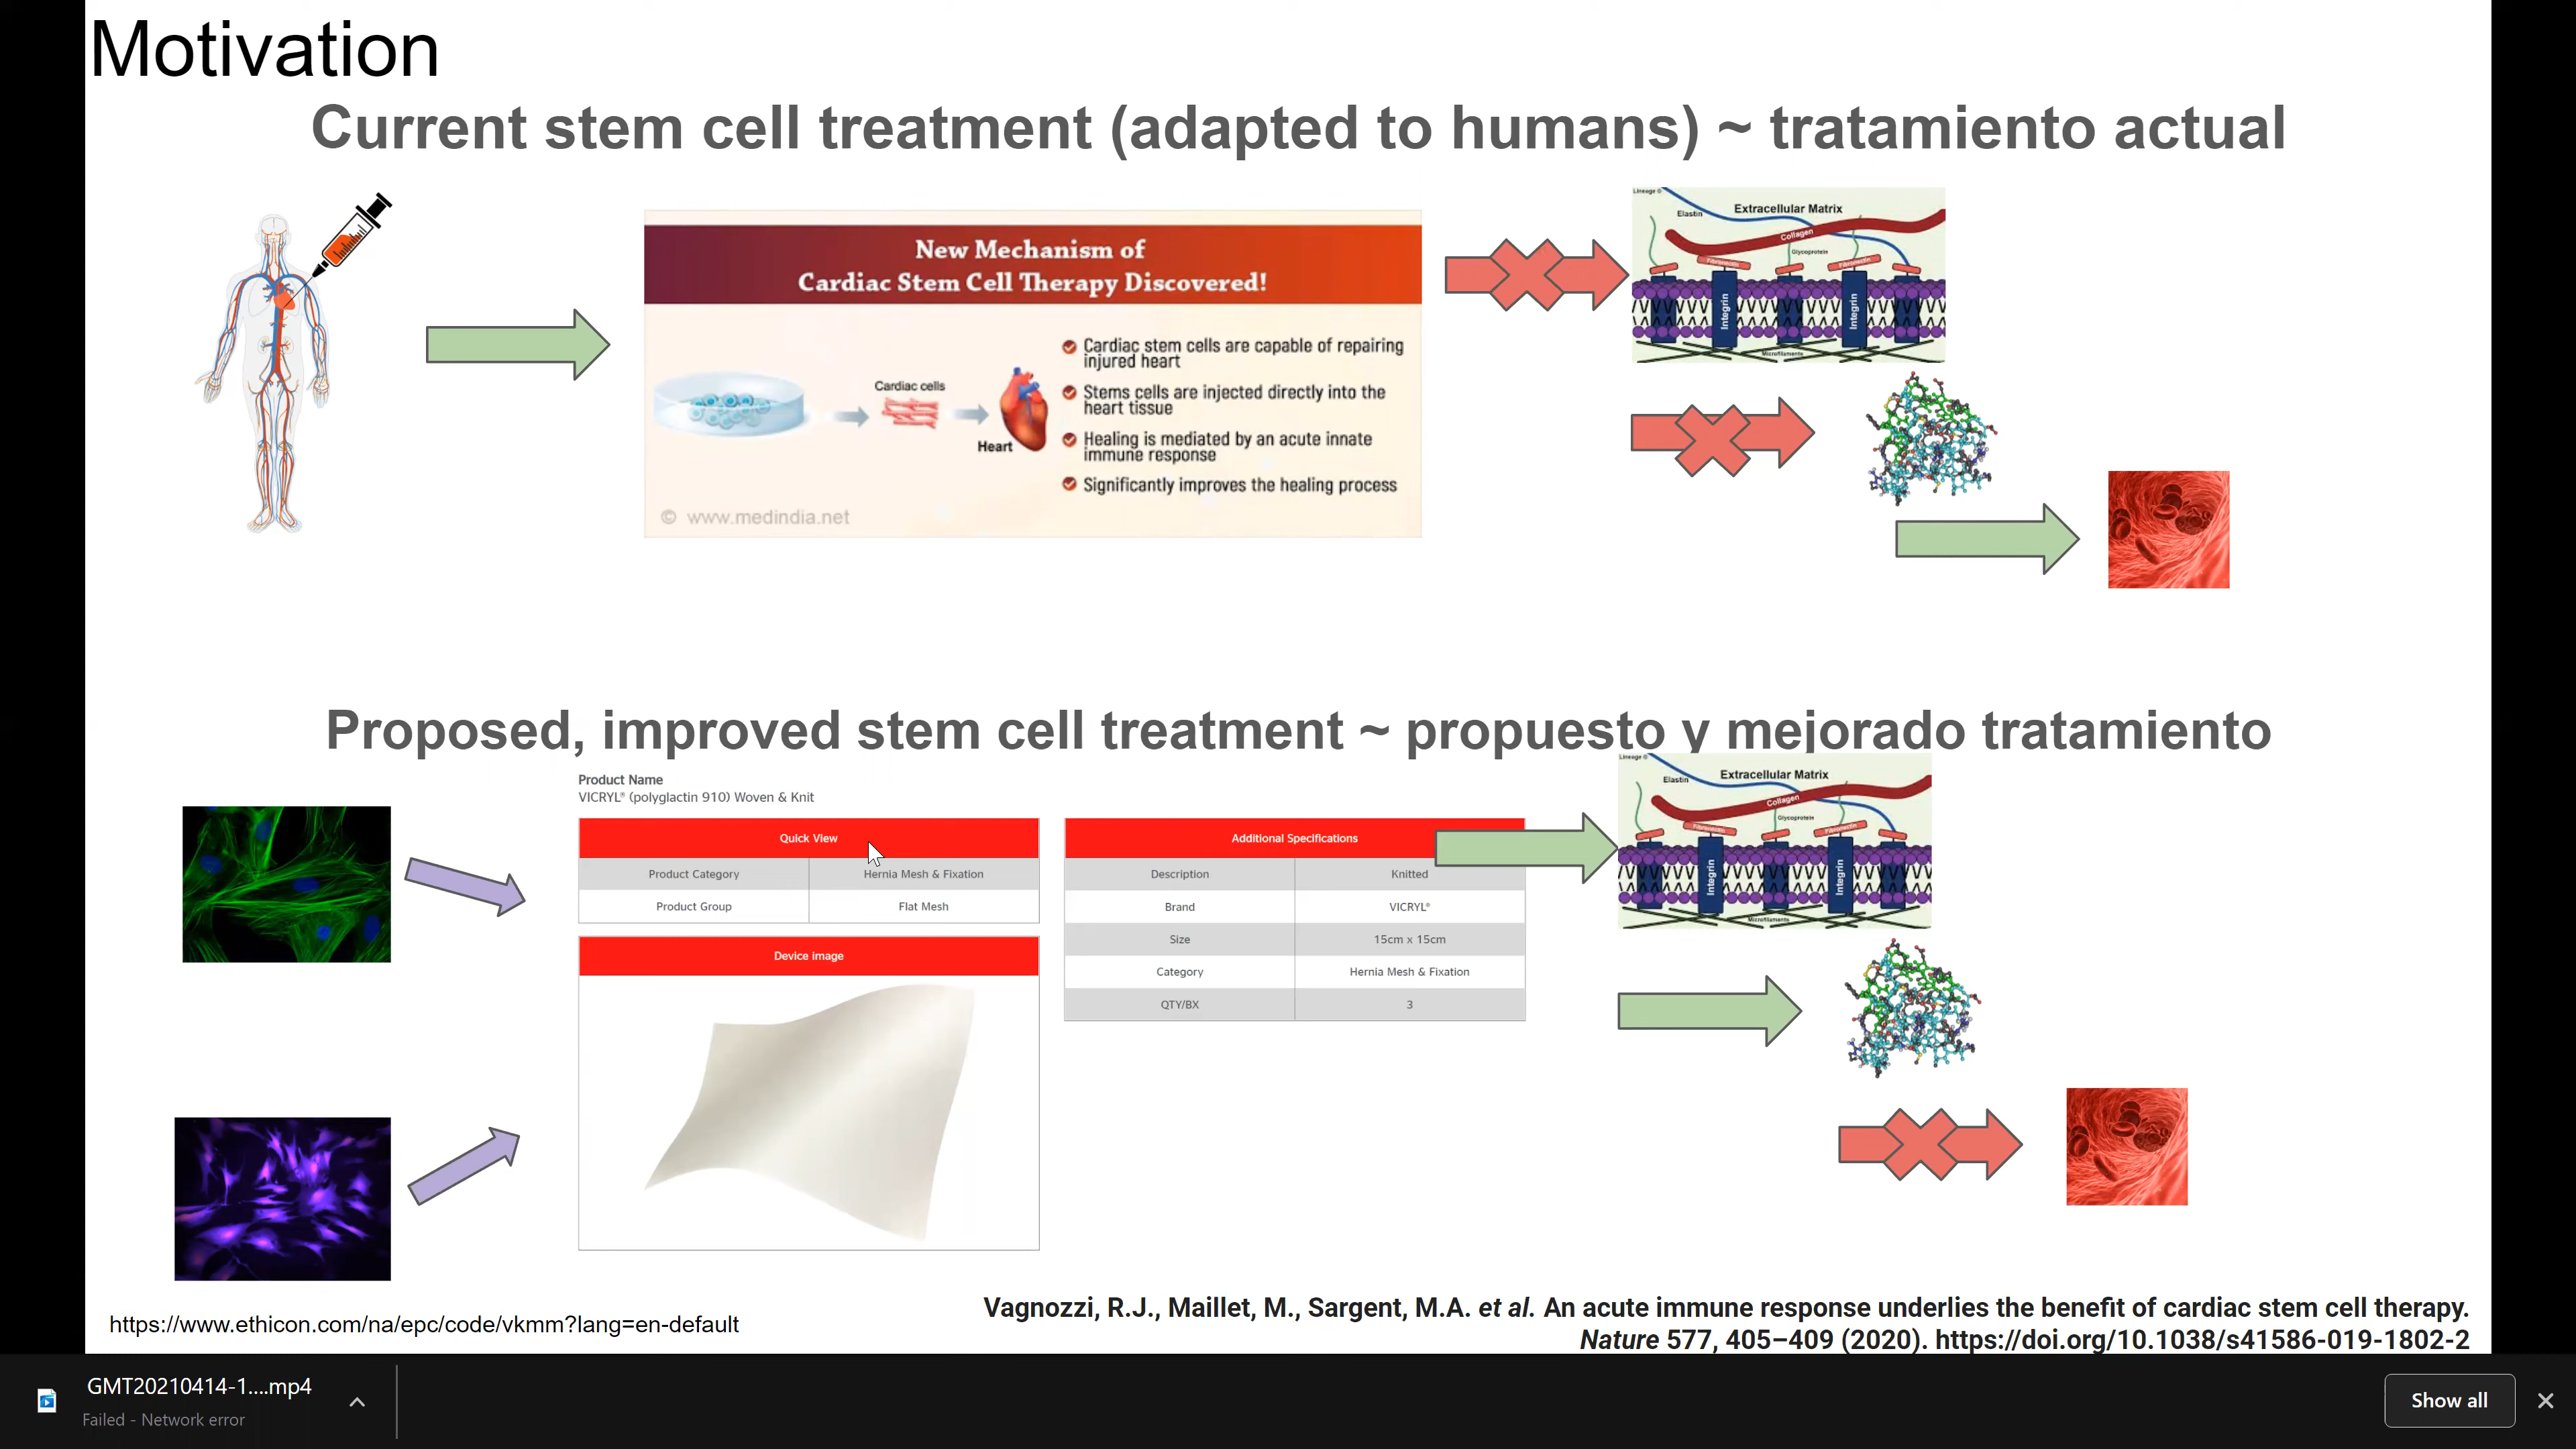 Motivation
Current stem cell treatment (adapted to humans) ~ tratamiento actual
New Mechanism of
Cardiac Stem Cell Therapy Discovered!
Cardiac cells
Heart
Cardiac stem cells are capable of repairing
injured heart
Stems cells are injected directly into the
heart tissue
Healing is mediated by an acute innate
immune response
Significantly improves the healing process
© www.medindia.net
Lineage ©
Elastin
Extracellular Matrix
Collagen
Glycoprotein
Fibronectin
Fibronectin
Integrin
Integrin
Microfilaments
Proposed, improved stem cell treatment ~ propuesto y mejorado tratamiento
Product Name
VICRYL® (polyglactin 910) Woven & Knit
Quick View
Product Category Hernia Mesh & Fixation
Product Group Flat Mesh
Device image
Additional Specifications
Description Knitted
Brand VICRYL®
Size 15cm x 15cm
Category Hernia Mesh & Fixation
QTY/BX 3
Lineage ©
Elastin
Extracellular Matrix
Collagen
Glycoprotein
Fibronectin
Fibronectin
Integrin
Integrin
Microfilaments
https://www.ethicon.com/na/epc/code/vkmm?lang=en-default
Vagnozzi, R.J., Maillet, M., Sargent, M.A. et al. An acute immune response underlies the benefit of cardiac stem cell therapy.
Nature 577, 405–409 (2020). https://doi.org/10.1038/s41586-019-1802-2
GMT20210414-1....mp4
Failed - Network error
Show all